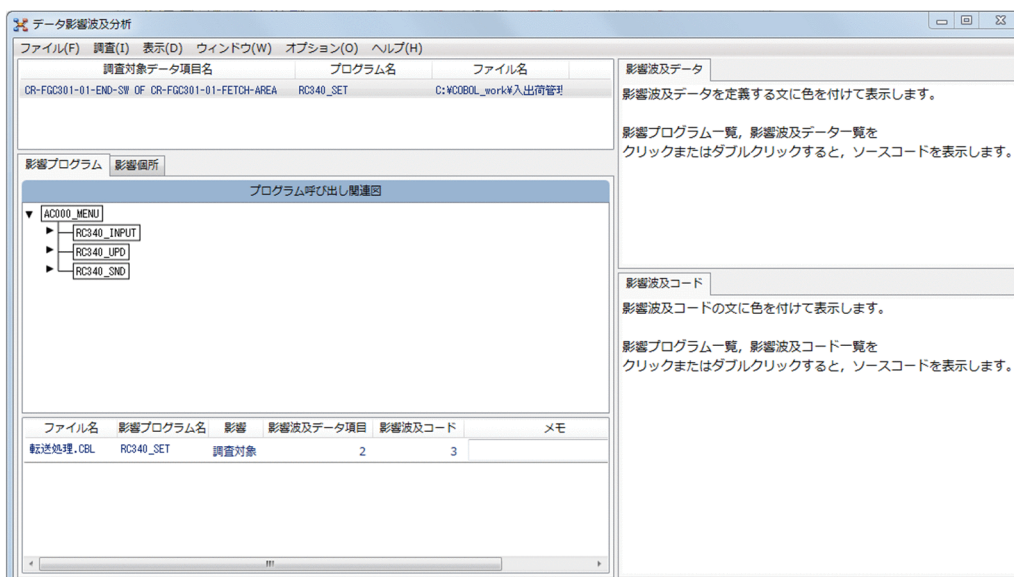 データ影響波及分析
ファイル(F) 調査(I) 表示(D) ウィンドウ(W) オプション(O) ヘルプ(H)
調査対象データ項目名 プログラム名 ファイル名
CR-FGC301-01-END-SW OF CR-FGC301-01-FETCH-AREA RC340_SET C:¥COBOL_work¥入出荷管理
影響プログラム 影響個所
プログラム呼び出し関連図
AC000_MENU
RC340_INPUT
RC340_UPD
RC340_SND
ファイル名 影響プログラム名 影響 影響波及データ項目 影響波及コード メモ
転送処理.CBL RC340_SET 調査対象 2 3
影響波及データ
影響波及データを定義する文に色を付けて表示します。
影響プログラム一覧，影響波及データ一覧を
クリックまたはダブルクリックすると，ソースコードを表示します。
影響波及コード
影響波及コードの文に色を付けて表示します。
影響プログラム一覧，影響波及コード一覧を
クリックまたはダブルクリックすると，ソースコードを表示します。